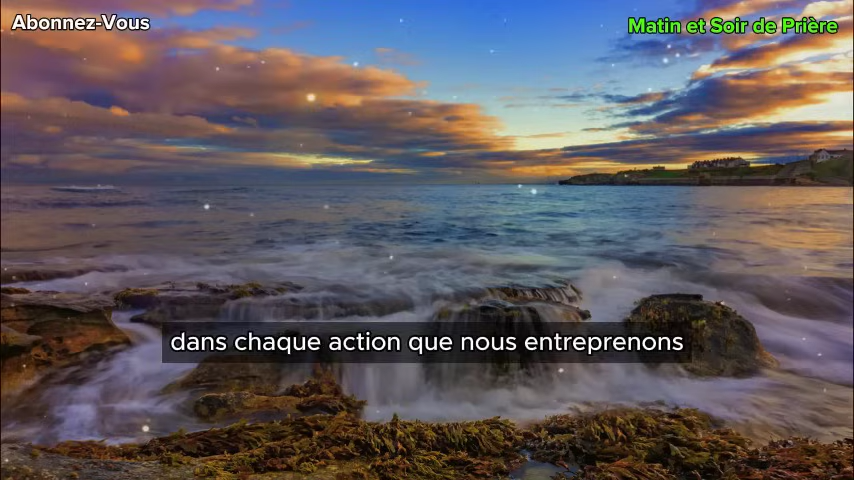 Abonnez-Vous
Matin et Soir de Prière
dans chaque action que nous entreprenons